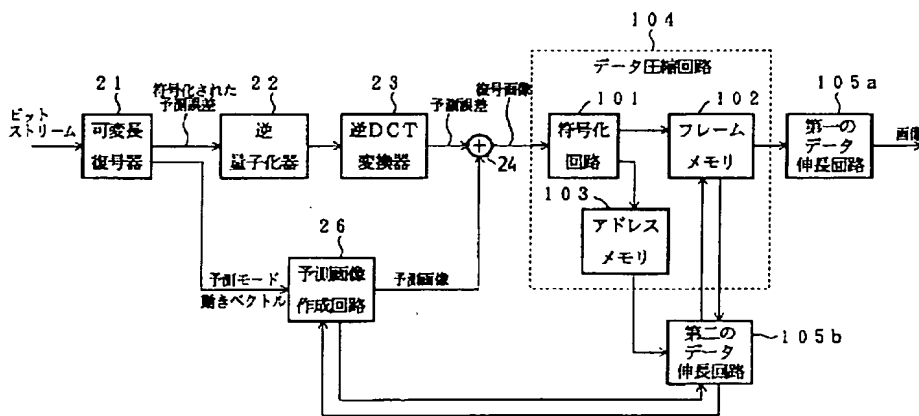 104
データ圧縮回路
21
符号化された
予測誤差
22
23
予測誤差
復号画像
101
102
105a
ビット
ストリーム
可変長
復号器
逆
量子化器
逆DCT
変換器
24
符号化
回路
フレーム
メモリ
第一の
データ
伸長回路
画像
103
アドレス
メモリ
26
予測モード
動きベクトル
予測画像
作成回路
予測画像
第二の
データ
伸長回路
105b